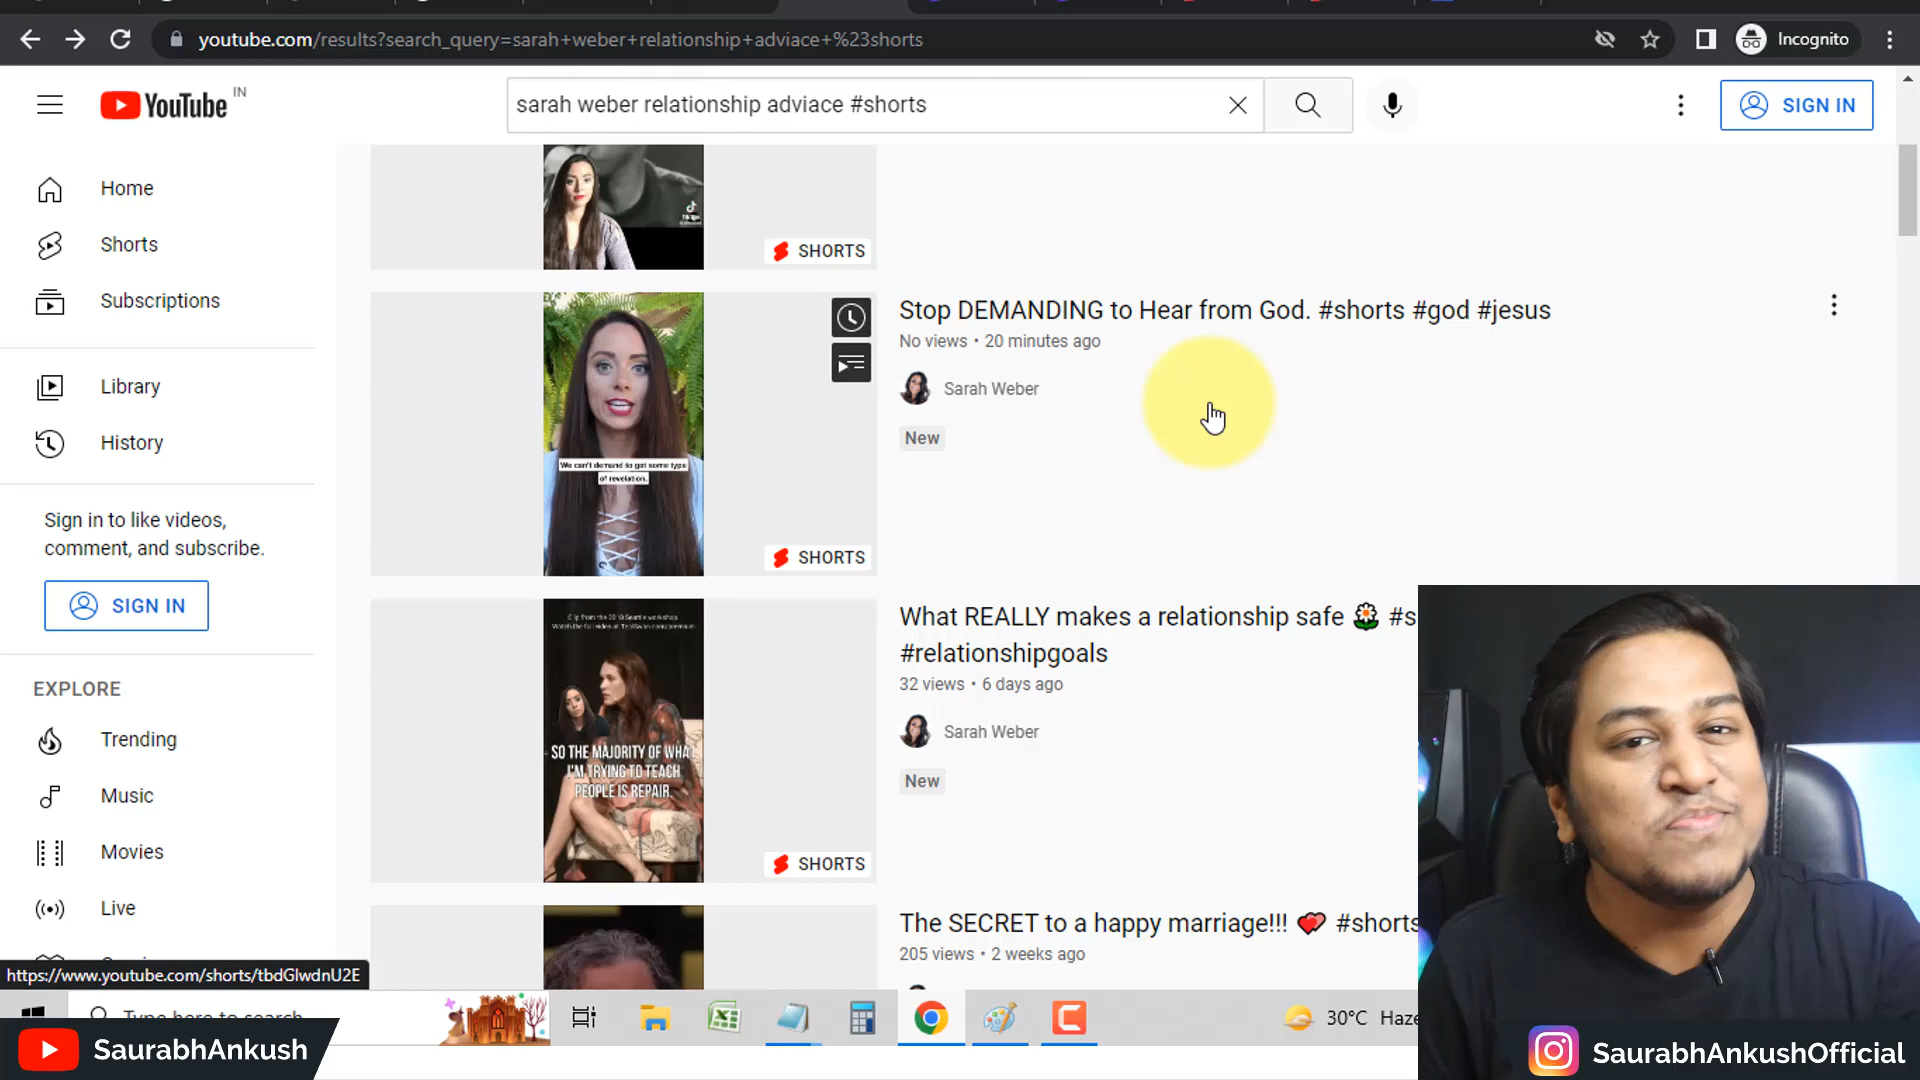 youtube.com/results?search_query=sarah+weber+relationship+adviace+%23shorts
Incognito
YouTube IN
sarah weber relationship adviace #shorts
SIGN IN
Home
Shorts
Subscriptions
Library
History
Sign in to like videos,
comment, and subscribe.
SIGN IN
EXPLORE
Trending
Music
Movies
Live
SHORTS
We can't demand to get some type
of revelation.
SHORTS
Stop DEMANDING to Hear from God. #shorts #god #jesus
No views • 20 minutes ago
Sarah Weber
New
SO THE MAJORITY OF WHAT
I'M TRYING TO TEACH
PEOPLE IS REPAIR.
SHORTS
What REALLY makes a relationship safe 🌼 #s
#relationshipgoals
32 views • 6 days ago
Sarah Weber
New
The SECRET to a happy marriage!!! 💞 #shorts
205 views • 2 weeks ago
https://www.youtube.com/shorts/tbdGlwdnU2E
Type here to search
30°C Haze
SaurabhAnkush
SaurabhAnkushOfficial